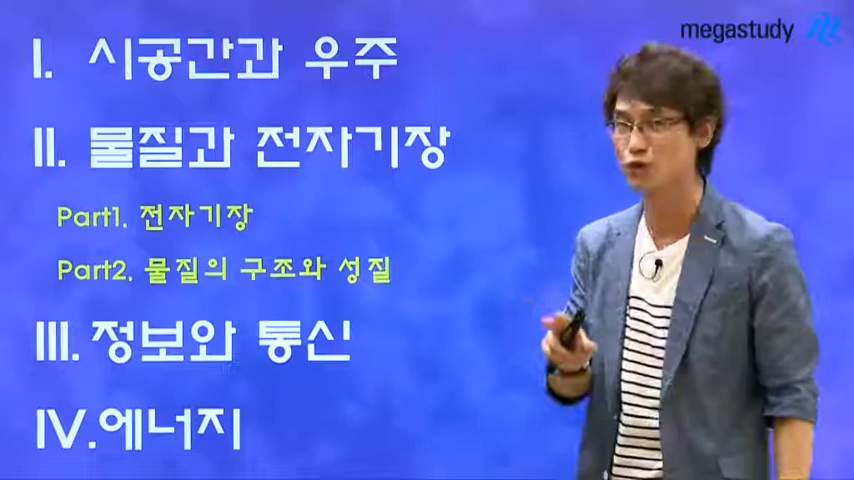 megastudy
I. 시공간과 우주
II. 물질과 전자기장
Part1. 전자기장
Part2. 물질의 구조와 성질
III. 정보와 통신
IV.에너지